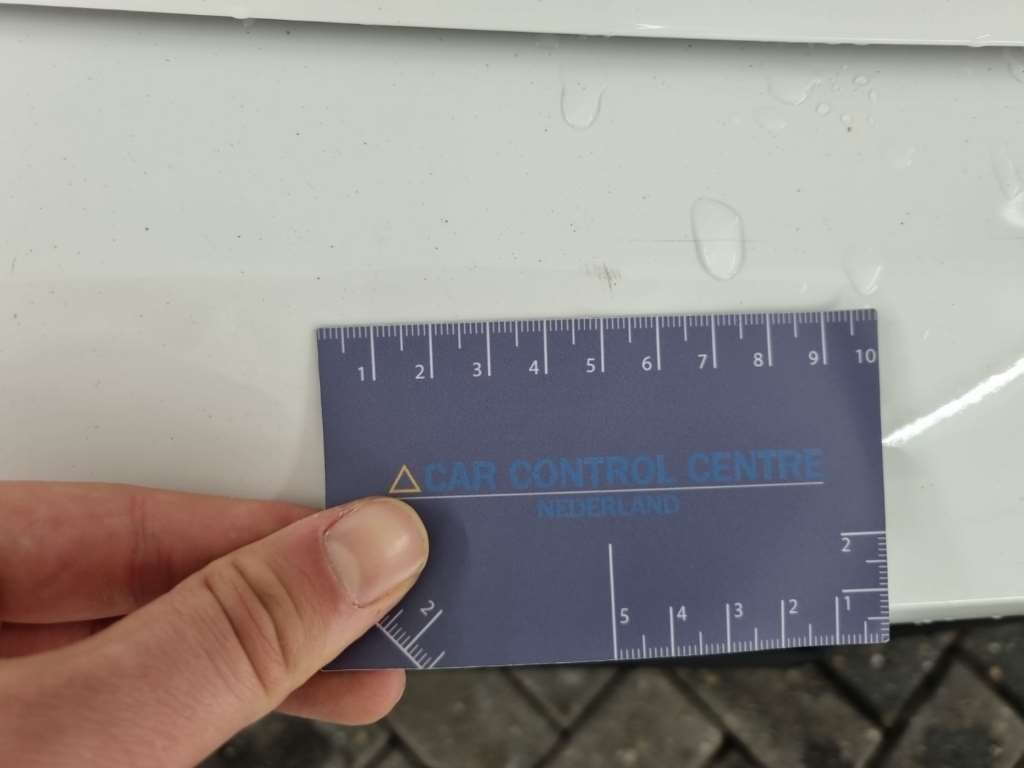 1 2 3 4 5 6 7 8 9 10
CAR CONTROL CENTRE
NEDERLAND
2
5 4 3 2 1
2